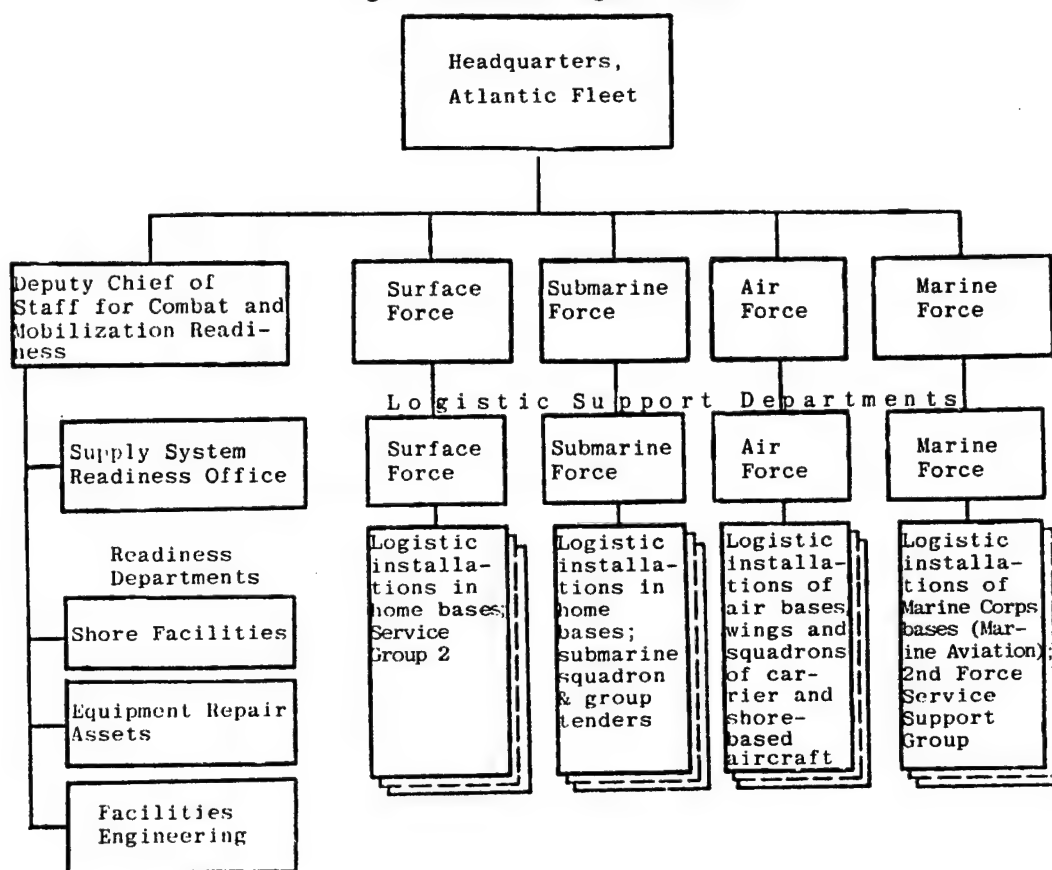 Headquarters,
Atlantic Fleet
Deputy Chief of
Staff for Combat and
Mobilization Readi-
ness
Surface
Force
Submarine
Force
Air
Force
Marine
Force
Logistic Support Departments
Supply System
Readiness Office
Surface
Force
Submarine
Force
Air
Force
Marine
Force
Readiness
Departments
Shore Facilities
Equipment Repair
Assets
Facilities
Engineering
Logistic
installa-
tions in
home bases;
Service
Group 2
Logistic
installa-
tions in
home
bases;
submarine
squadron
& group
tenders
Logistic
installa-
tions of
air bases,
wings and
squadrons
of car-
rier and
shore-
based
aircraft
Logistic
installa-
tions of
Marine Corps
bases (Mar-
ine Aviation);
2nd Force
Service
Support
Group